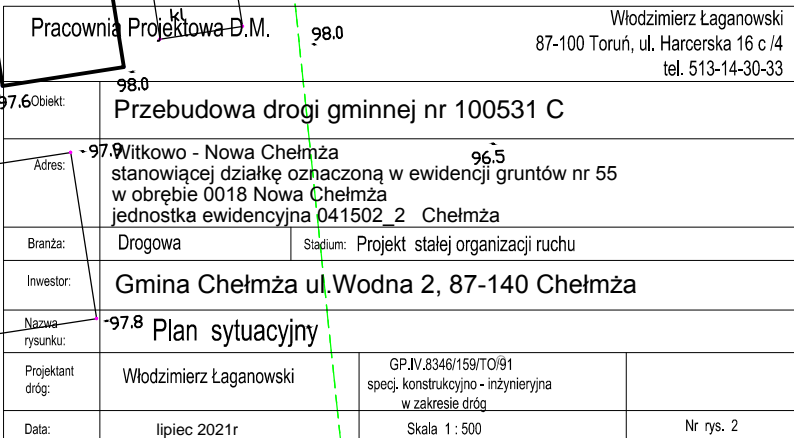 Pracownia Projektowa D.M.
kl
98.0
Włodzimierz Łaganowski
87-100 Toruń, ul. Harcerska 16 c /4
tel. 513-14-30-33
98.0
97.6
Obiekt: Przebudowa drogi gminnej nr 100531 C
97.9
96.5
Adres: Witkowo - Nowa Chełmża
stanowiącej działkę oznaczoną w ewidencji gruntów nr 55
w obrębie 0018 Nowa Chełmża
jednostka ewidencyjna 041502_2 Chełmża
Branża: Drogowa Stadium: Projekt stałej organizacji ruchu
Inwestor: Gmina Chełmża ul.Wodna 2, 87-140 Chełmża
97.8
Nazwa
rysunku:
Plan sytuacyjny
Projektant
dróg:
Włodzimierz Łaganowski
GP.IV.8346/159/TO/91
specj. konstrukcyjno - inżynieryjna
w zakresie dróg
Data: lipiec 2021r Skala 1 : 500 Nr rys. 2